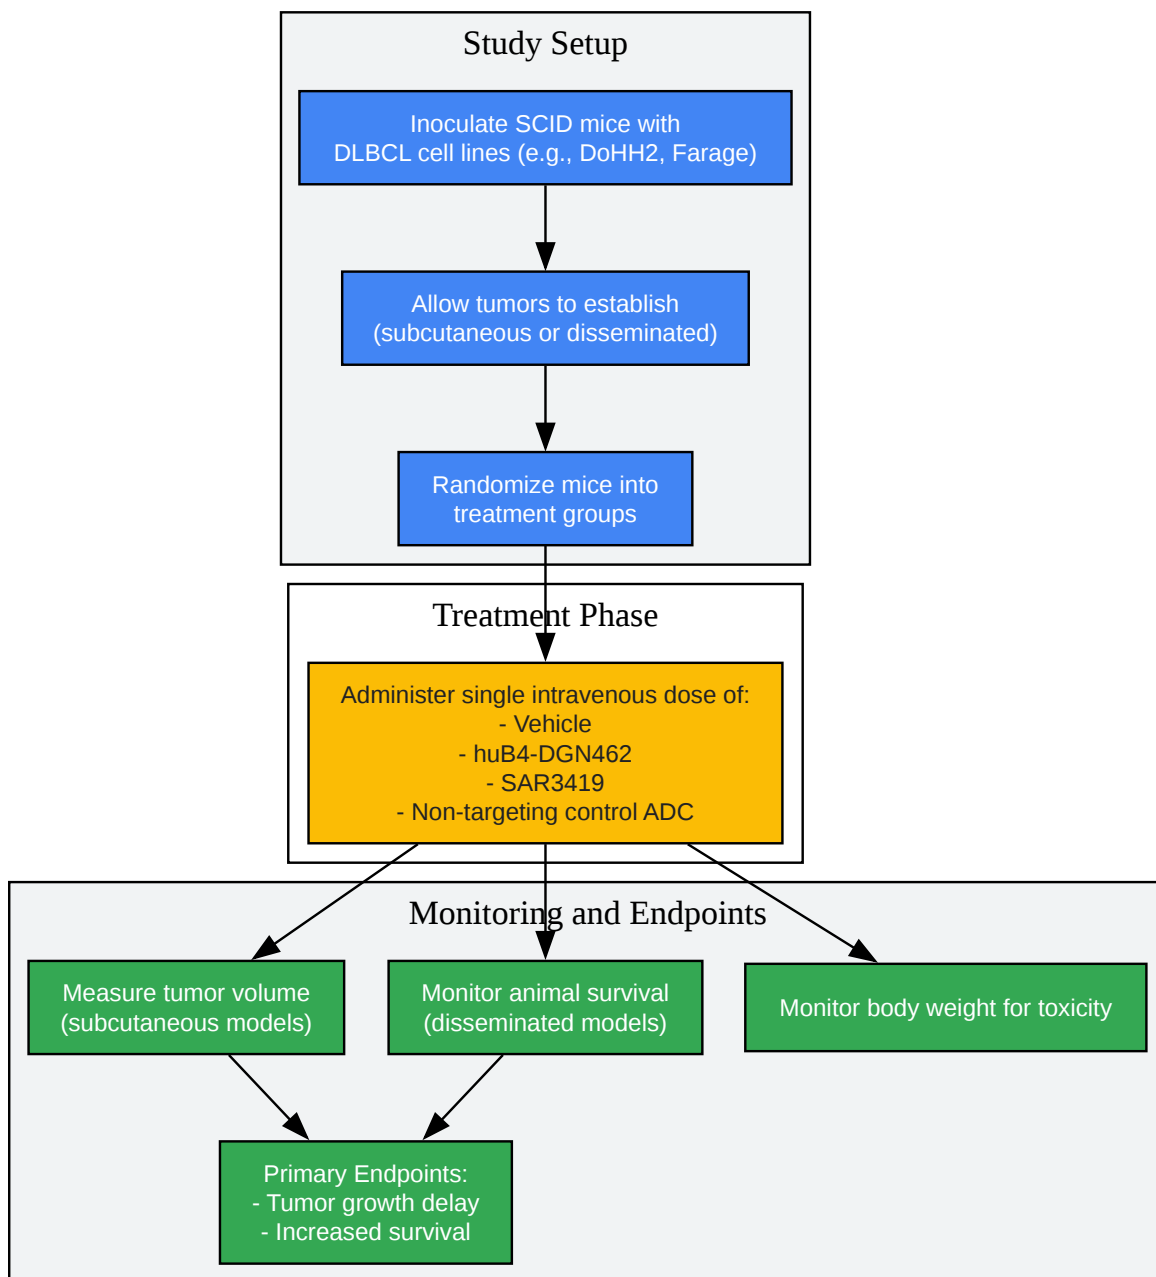 Study Setup
Inoculate SCID mice with
DLBCL cell lines (e.g., DoHH2, Farage)
Allow tumors to establish
(subcutaneous or disseminated)
Randomize mice into
treatment groups
Treatment Phase
Administer single intravenous dose of:
- Vehicle
- huB4-DGN462
- SAR3419
- Non-targeting control ADC
Monitoring and Endpoints
Measure tumor volume
(subcutaneous models)
Monitor animal survival
(disseminated models)
Monitor body weight for toxicity
Primary Endpoints:
- Tumor growth delay
- Increased survival